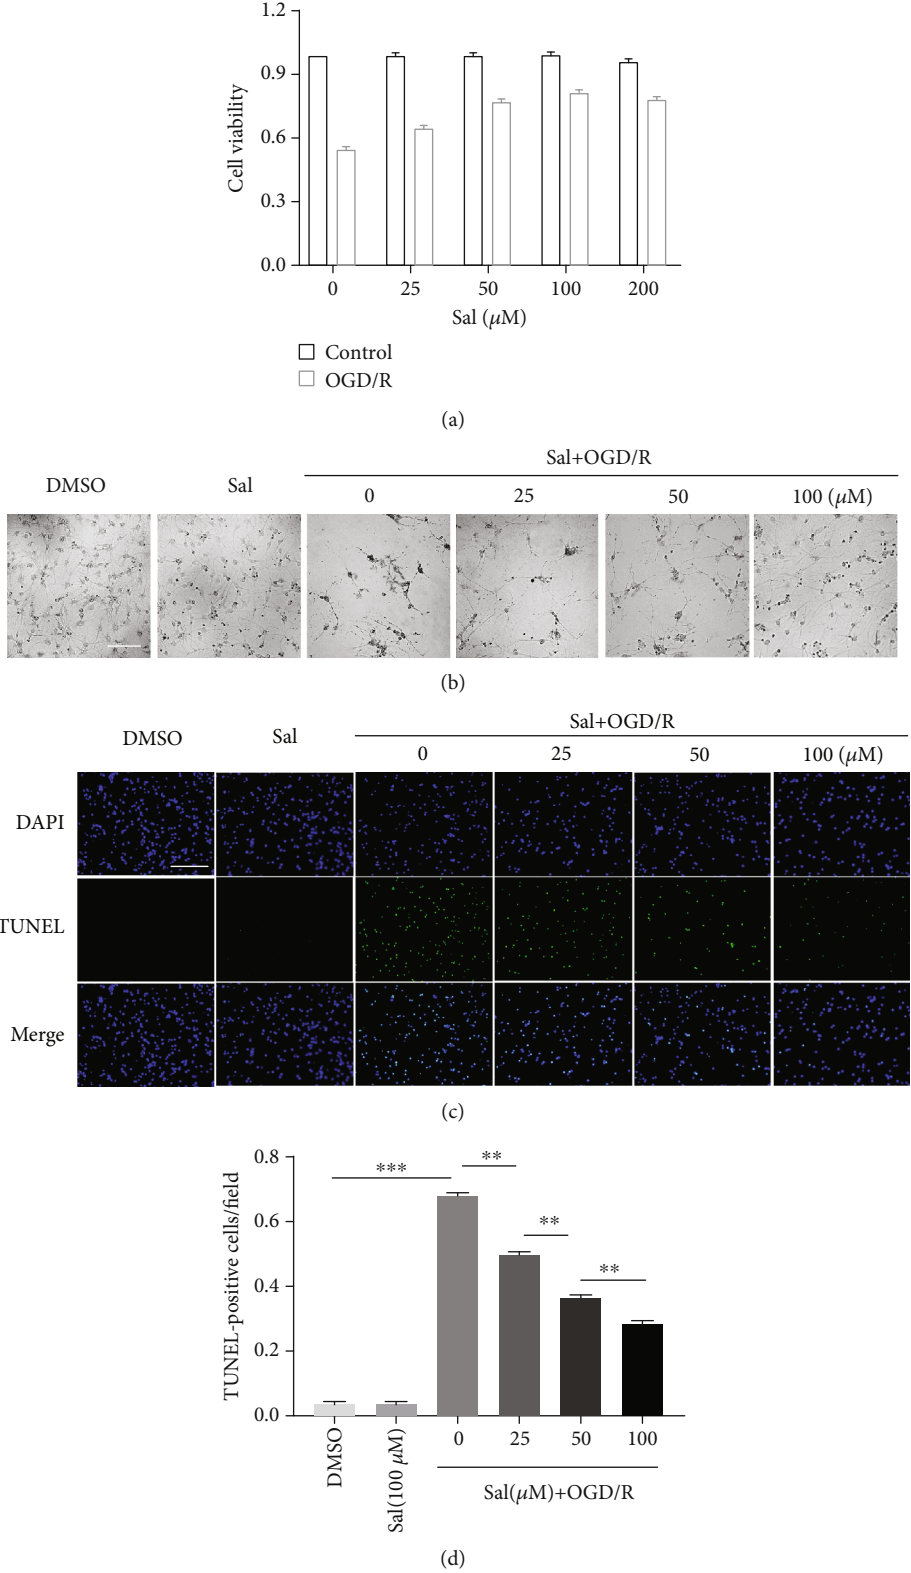 1.2
0.9
0.6
0.3
0.0
Cell viability
0 25 50 100 200
Sal (μM)
Control
OGD/R
(a)
Sal+OGD/R
DMSO Sal
0 25 50 100 (μM)
(b)
Sal+OGD/R
DMSO Sal
0 25 50 100 (μM)
DAPI
TUNEL
Merge
(c)
0.8
0.6
0.4
0.2
0.0
TUNEL-positive cells/field
*** **
**
**
DMSO
Sal(100 μM)
0 25 50 100
Sal(μM)+OGD/R
(d)